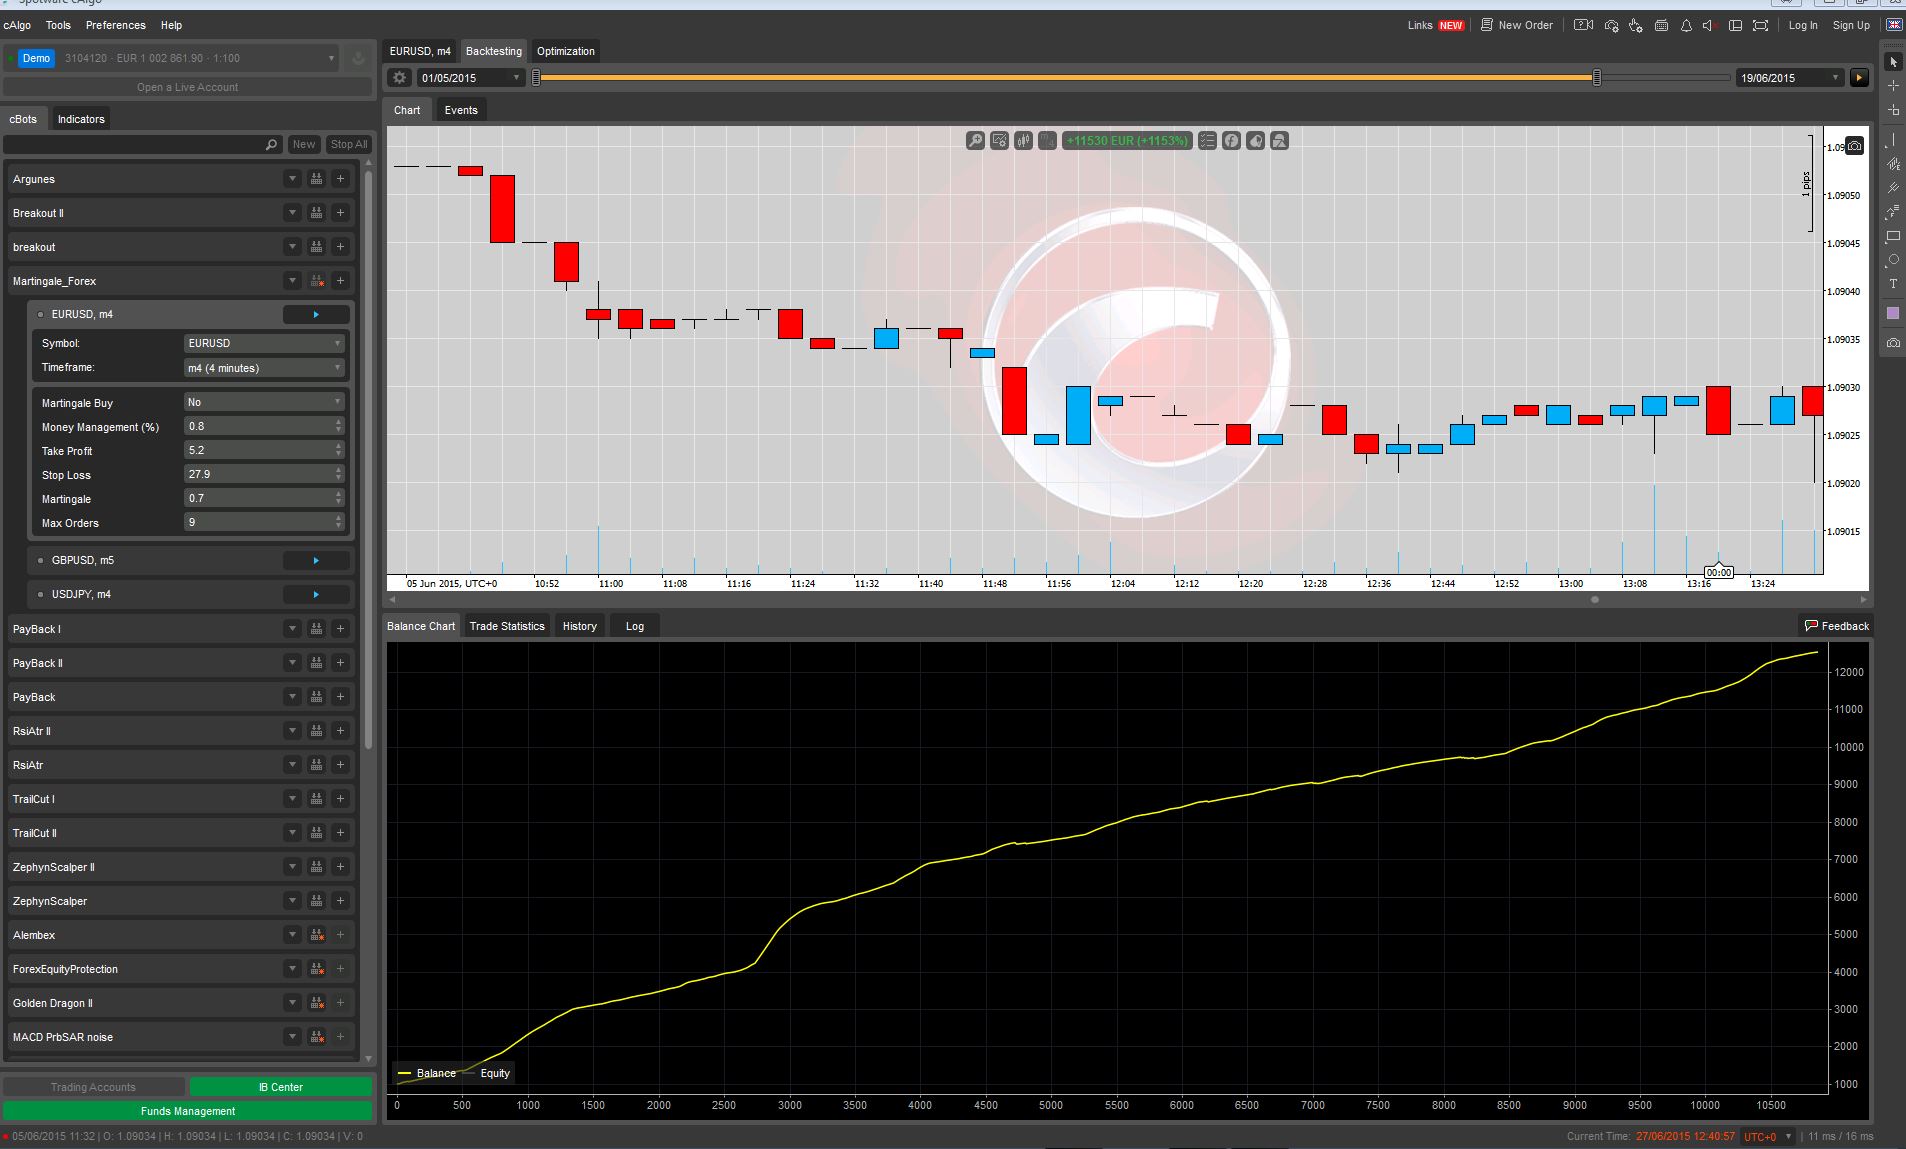 Spotware cAlgo
cAlgo Tools Preferences Help
Links NEW New Order Log In Sign Up
Demo 3104120 · EUR 1 002 861.90 · 1:100
Open a Live Account
cBots Indicators
New Stop All
Argunes
Breakout II
breakout
Martingale_Forex
EURUSD, m4
Symbol: EURUSD
Timeframe: m4 (4 minutes)
Martingale Buy No
Money Management (%) 0.8
Take Profit 5.2
Stop Loss 27.9
Martingale 0.7
Max Orders 9
GBPUSD, m5
USDJPY, m4
PayBack I
PayBack II
PayBack
RsiAtr II
RsiAtr
TrailCut I
TrailCut II
ZephynScalper II
ZephynScalper
Alembex
ForexEquityProtection
Golden Dragon II
MACD PrbSAR noise
Trading Accounts IB Center
Funds Management
EURUSD, m4 Backtesting Optimization
01/05/2015 19/06/2015
Chart Events
+11530 EUR (+1153%)
1 pips
1.09050
1.09045
1.09040
1.09035
1.09030
1.09025
1.09020
1.09015
00:00
05 Jun 2015, UTC+0 10:52 11:00 11:08 11:16 11:24 11:32 11:40 11:48 11:56 12:04 12:12 12:20 12:28 12:36 12:44 12:52 13:00 13:08 13:16 13:24
Balance Chart Trade Statistics History Log Feedback
12000
11000
10000
9000
8000
7000
6000
5000
4000
3000
2000
1000
Balance Equity
0 500 1000 1500 2000 2500 3000 3500 4000 4500 5000 5500 6000 6500 7000 7500 8000 8500 9000 9500 10000 10500
05/06/2015 11:32 | O: 1.09034 | H: 1.09034 | L: 1.09034 | C: 1.09034 | V: 0
Current Time: 27/06/2015 12:40:57 UTC+0 | 11 ms / 16 ms